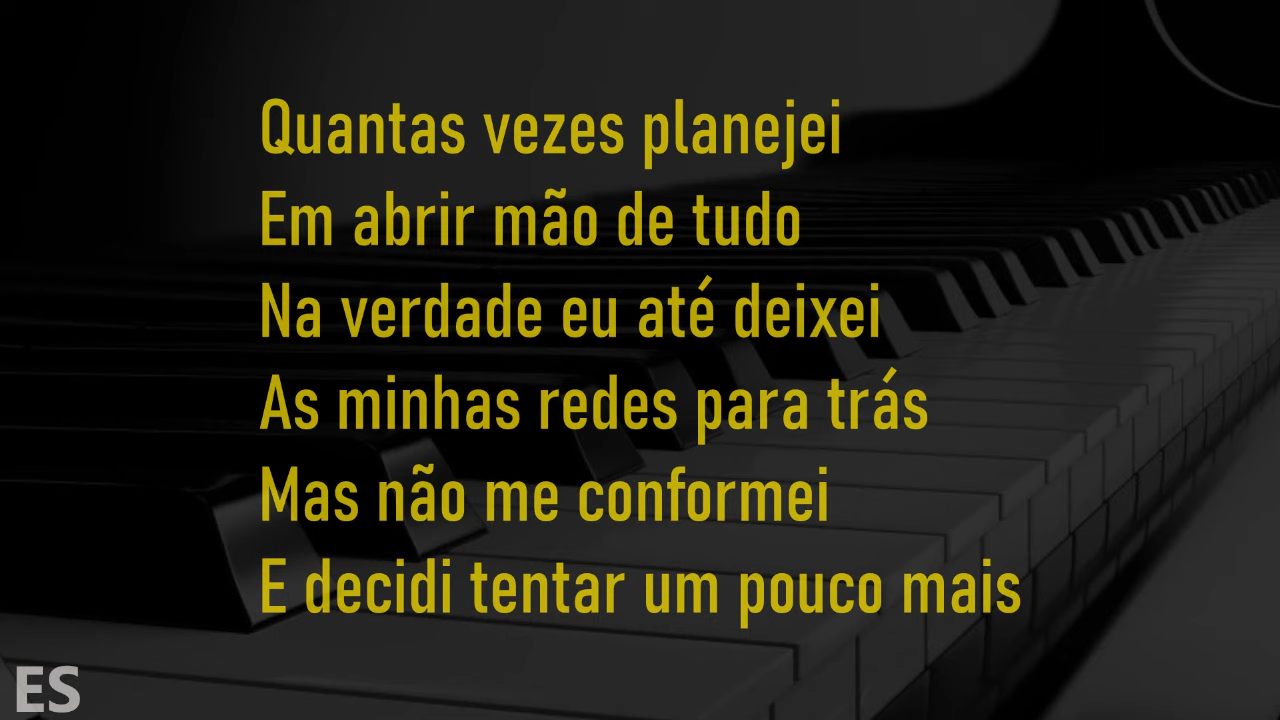 Quantas vezes planejei
Em abrir mão de tudo
Na verdade eu até deixei
As minhas redes para trás
Mas não me conformei
E decidi tentar um pouco mais
ES